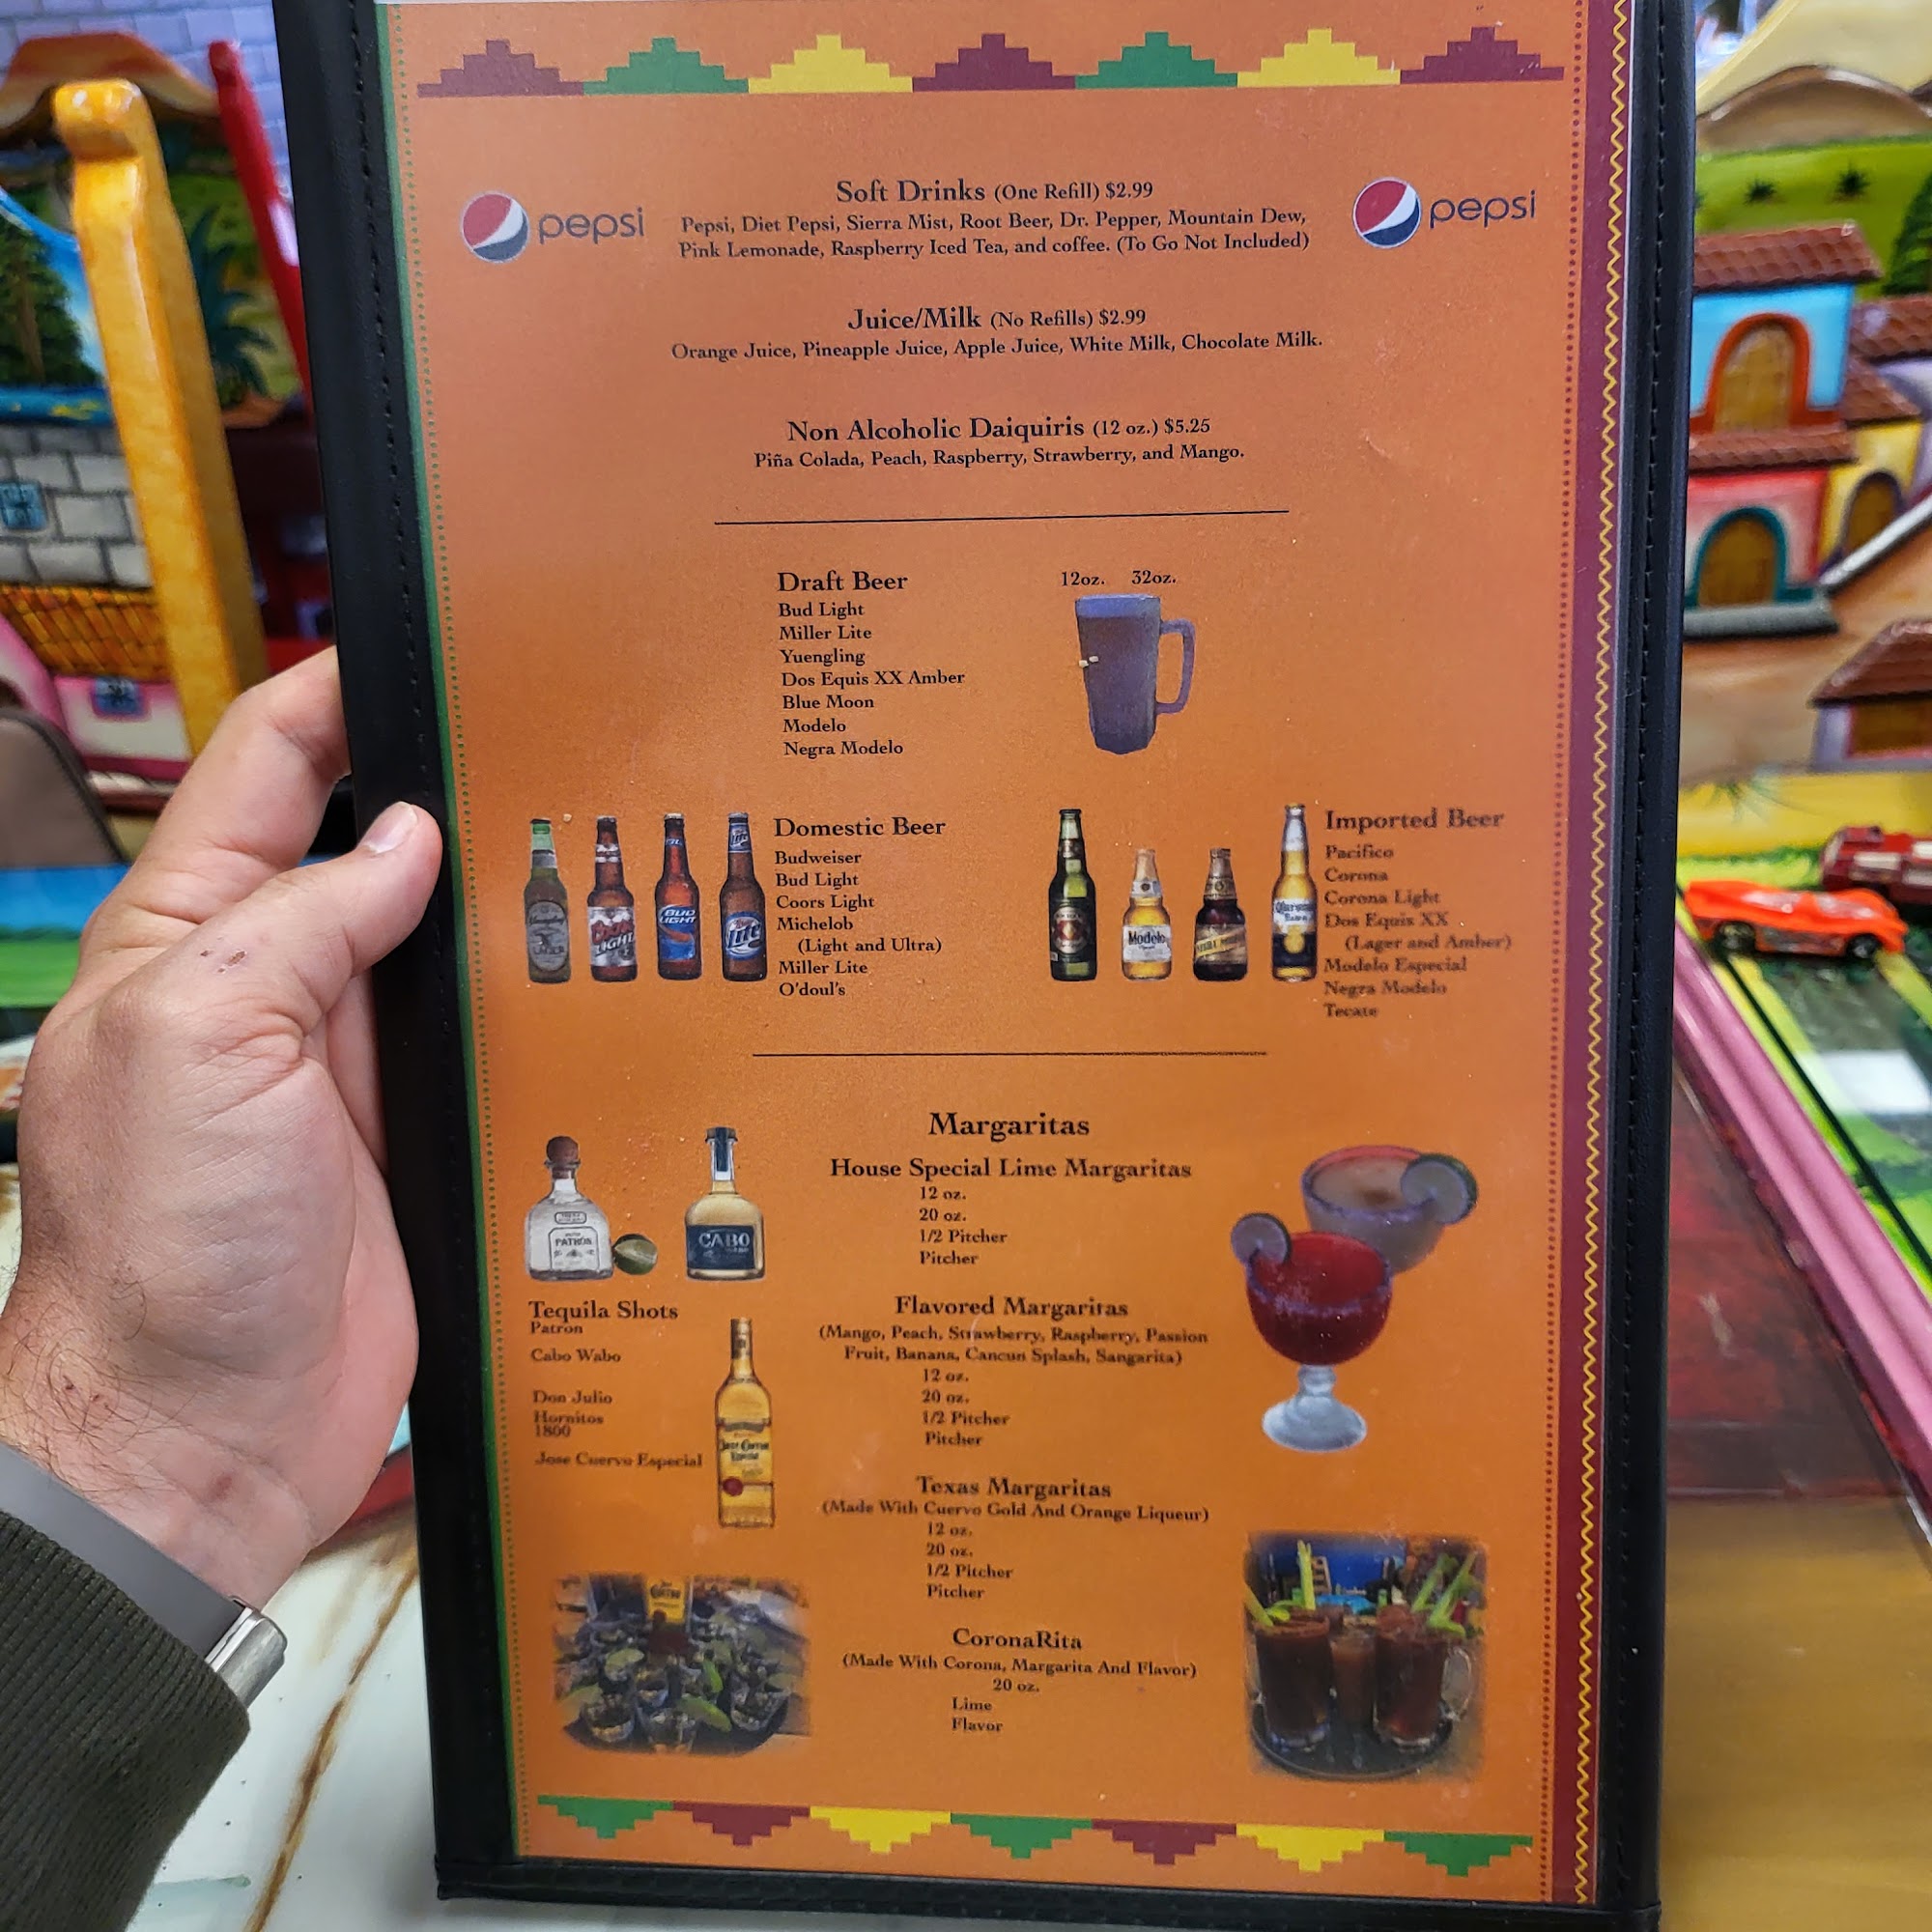 Soft Drinks (One Refill) $2.99
pepsi
Pepsi, Diet Pepsi, Sierra Mist, Root Beer, Dr. Pepper, Mountain Dew,
Pink Lemonade, Raspberry Iced Tea, and coffee. (To Go Not Included)
pepsi
Juice/Milk (No Refills) $2.99
Orange Juice, Pineapple Juice, Apple Juice, White Milk, Chocolate Milk.
Non Alcoholic Daiquiris (12 oz.) $5.25
Piña Colada, Peach, Raspberry, Strawberry, and Mango.
Draft Beer
12oz. 32oz.
Bud Light
Miller Lite
Yuengling
Dos Equis XX Amber
Blue Moon
Modelo
Negra Modelo
Domestic Beer
Budweiser
Bud Light
Coors Light
Michelob
(Light and Ultra)
Miller Lite
O'doul's
BUD
LIGHT
LIGHT
Lite
Imported Beer
Pacifico
Corona
Corona Light
Dos Equis XX
(Lager and Amber)
Modelo Especial
Negra Modelo
Tecate
Modelo
Margaritas
House Special Lime Margaritas
12 oz.
20 oz.
1/2 Pitcher
Pitcher
PATRÓN
CABO
Tequila Shots
Patron
Cabo Wabo
Don Julio
Hornitos
1800
Jose Cuervo Especial
Flavored Margaritas
(Mango, Peach, Strawberry, Raspberry, Passion
Fruit, Banana, Cancun Splash, Sangarita)
12 oz.
20 oz.
1/2 Pitcher
Pitcher
Texas Margaritas
(Made With Cuervo Gold And Orange Liqueur)
12 oz.
20 oz.
1/2 Pitcher
Pitcher
CoronaRita
(Made With Corona, Margarita And Flavor)
20 oz.
Lime
Flavor